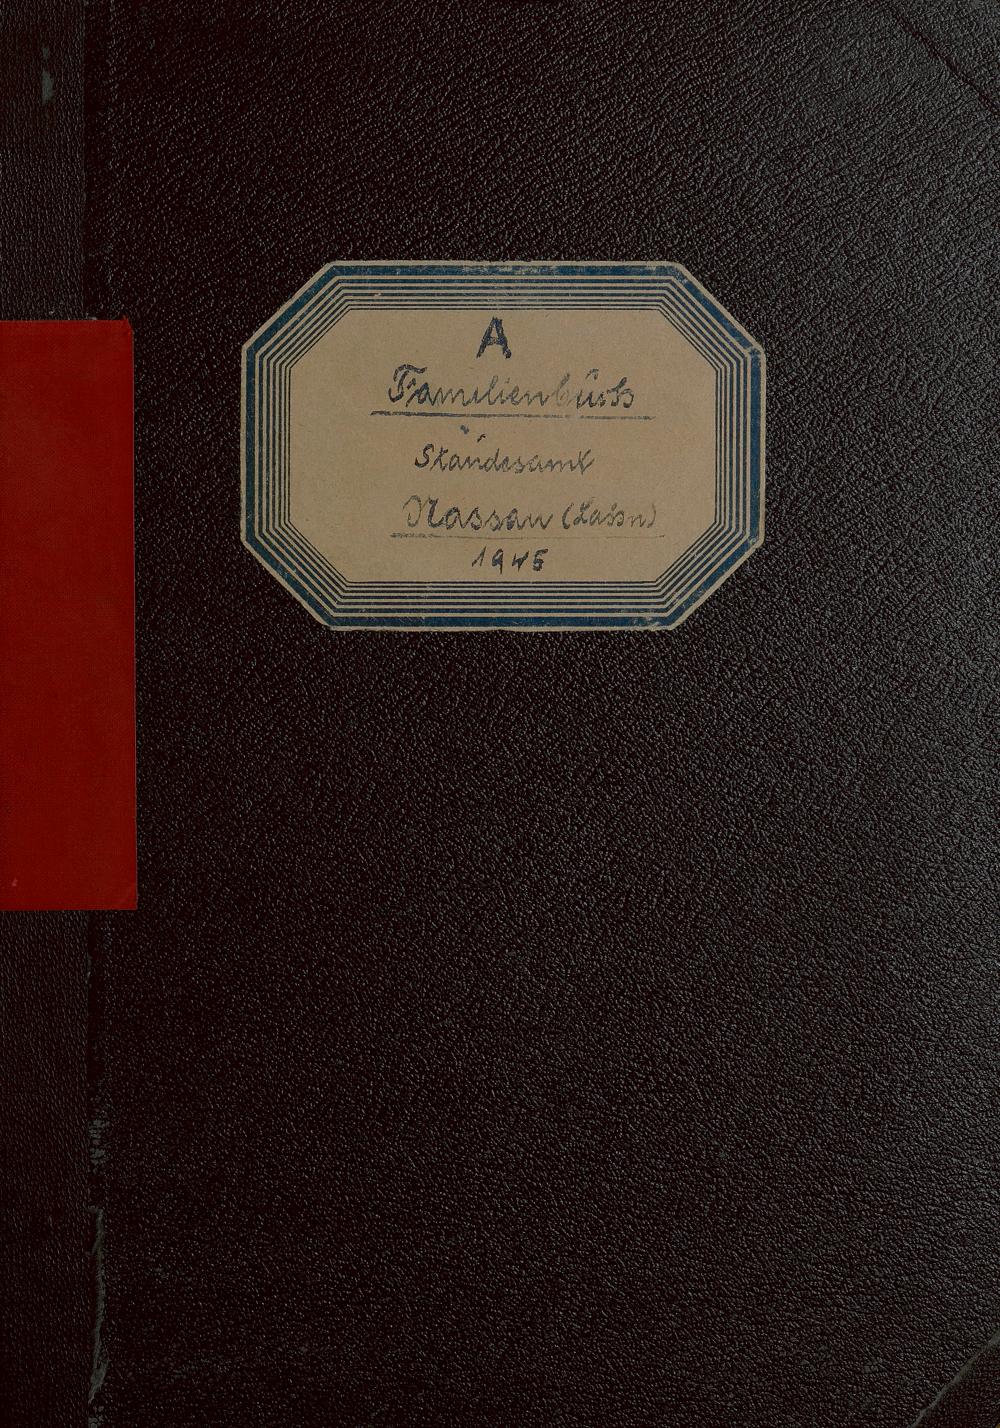 A
Familienbuch
Standesamt
Nassau (Lahn)
1945